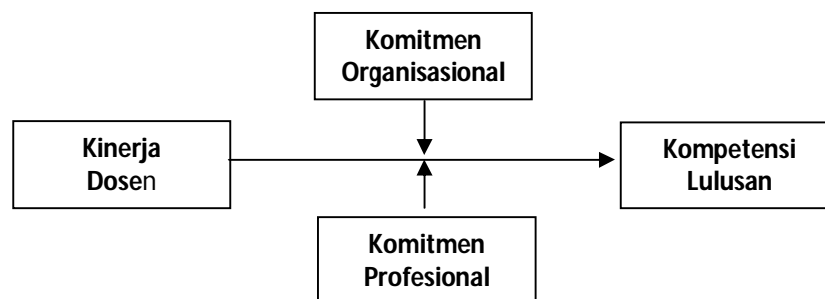 Komitmen
Organisasional
Kinerja
Dosen
Kompetensi
Lulusan
Komitmen
Profesional